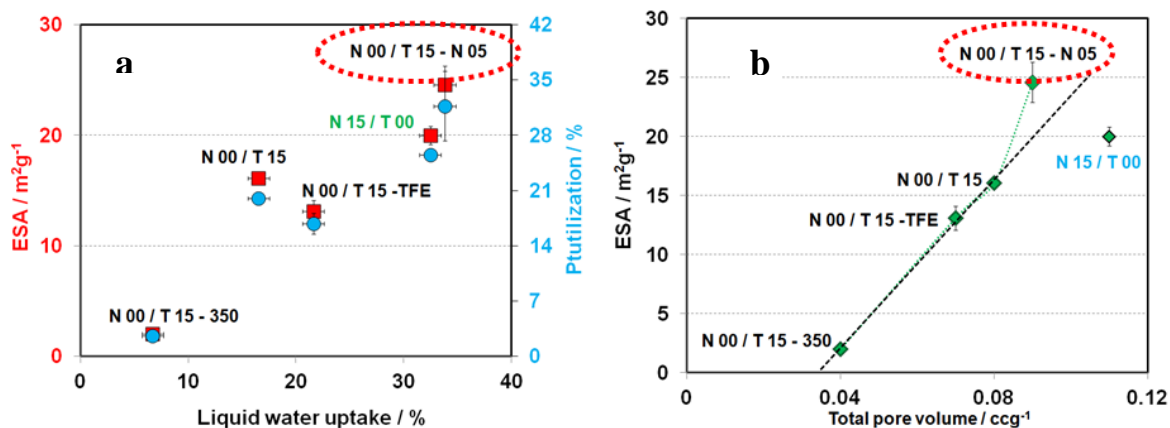 a
ESA / m²g⁻¹
30
20
10
0
N 00 / T 15 - N 05
N 15 / T 00
N 00 / T 15
N 00 / T 15 -TFE
N 00 / T 15 - 350
42
35
28
21
14
7
0
Ptutilization / %
0 10 20 30 40
Liquid water uptake / %
b
ESA / m²g⁻¹
30
25
20
15
10
5
0
N 00 / T 15 - N 05
N 15 / T 00
N 00 / T 15
N 00 / T 15 -TFE
N 00 / T 15 - 350
0 0.04 0.08 0.12
Total pore volume / ccg⁻¹